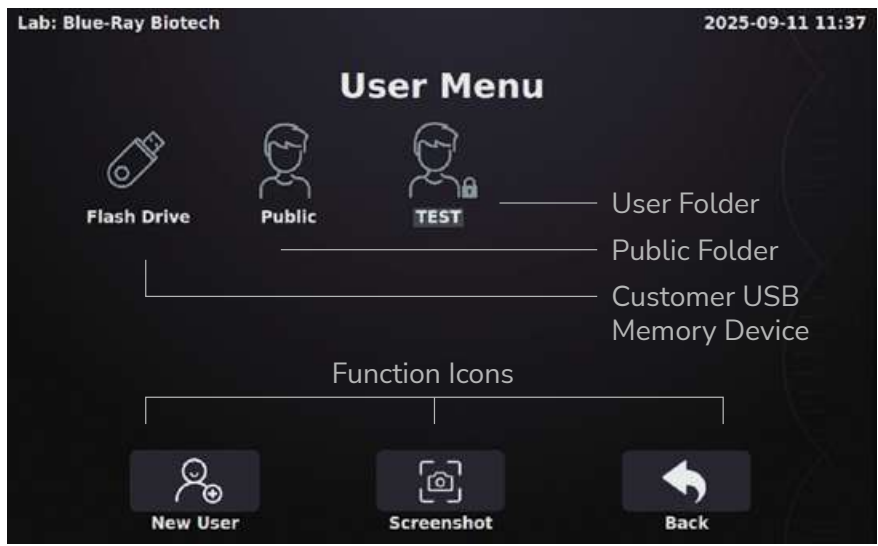 Lab: Blue-Ray Biotech
2025-09-11 11:37
User Menu
Flash Drive
Public
TEST
User Folder
Public Folder
Customer USB
Memory Device
Function Icons
New User
Screenshot
Back